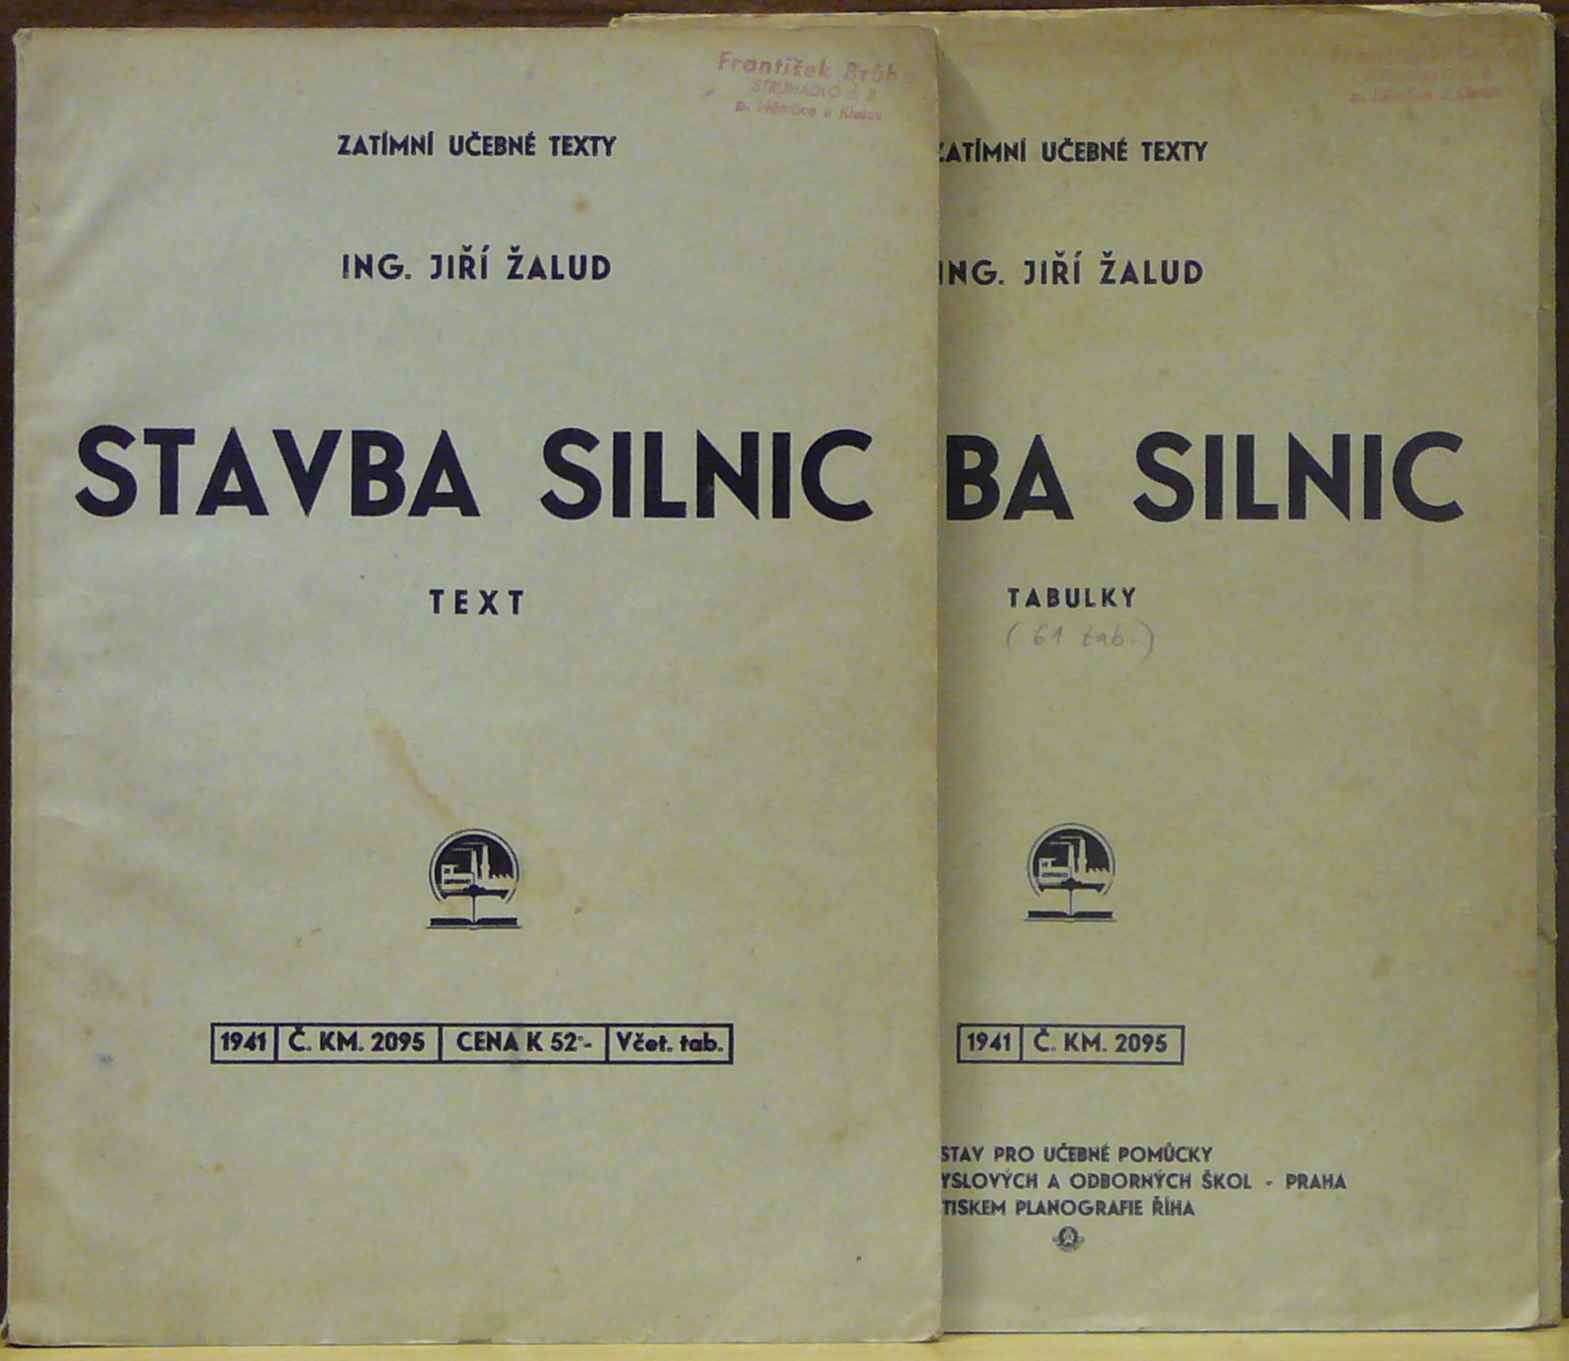 František
STRUHADLO č. 8
ZATÍMNÍ UČEBNÉ TEXTY
ING. JIŘÍ ŽALUD
STAVBA SILNIC
TEXT
1941 Č. KM. 2095 CENA K 52·- Včet. tab.
ZATÍMNÍ UČEBNÉ TEXTY
ING. JIŘÍ ŽALUD
BA SILNIC
TABULKY
(61 tab.)
1941 Č. KM. 2095
STAV PRO UČEBNÉ POMŮCKY
YSLOVÝCH A ODBORNÝCH ŠKOL - PRAHA
TISKEM PLANOGRAFIE ŘÍHA